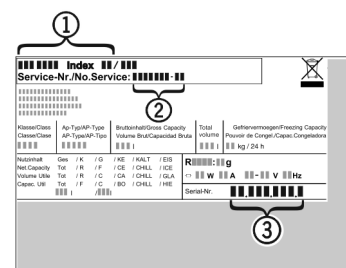 1
Index /
Service-Nr./No.Service: -
2
Klasse/Class
Classe/Clase
Ap-Typ/AP-Type
AP-Type/AP-Tipo
Bruttoinhalt/Gross Capacity
Volume Brut/Capacidad Bruta
l
Total
volume
l
Gefriervermoegen/Freezing Capacity
Pouvoir de Congel./Capac.Congeladora
kg / 24 h
Nutzinhalt Ges / K / G / KE / KALT / EIS
Net.Capacity Tot / R / F / CE / CHILL / ICE
Volume Utile Tot / R / C / CA / CHILL / GLA
Capac. Util Tot / F / C / BO / CHILL / HIE
l / l
R : g
W A - V Hz
Serial-Nr. . . .
3